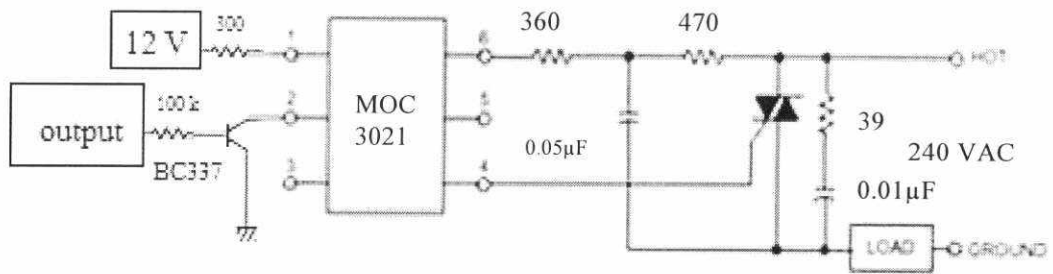 12 V
300
1
6
360
470
HOT
output
100 k
BC337
2
MOC
3021
5
3
4
0.05µF
39
240 VAC
0.01µF
LOAD
GROUND